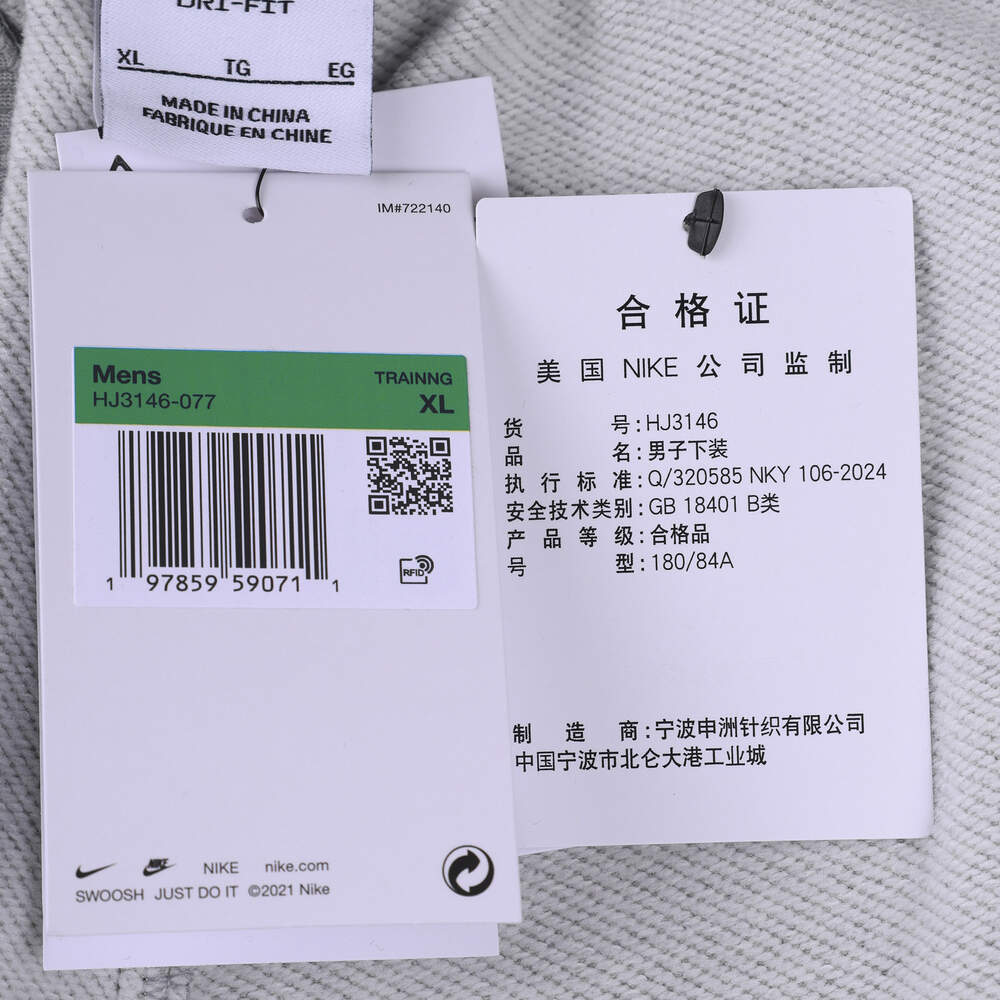 DRI-FIT
XL TG EG
MADE IN CHINA
FABRIQUE EN CHINE
IM#722140
Mens
HJ3146-077
TRAINNG
XL
1 97859 59071 1
RFID
NIKE
NIKE nike.com
SWOOSH JUST DO IT ©2021 Nike
合格证
美国NIKE公司监制
货号:HJ3146
品名:男子下装
执行标准:Q/320585 NKY 106-2024
安全技术类别:GB 18401 B类
产品等级:合格品
号型:180/84A
制造商:宁波申洲针织有限公司
中国宁波市北仑大港工业城